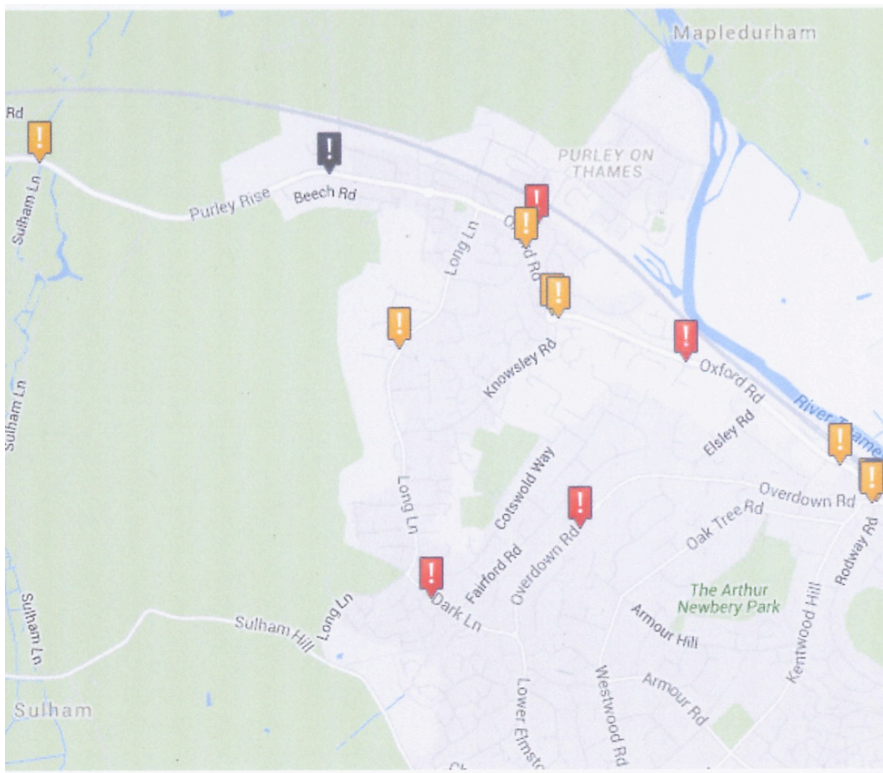 Mapledurham
Rd
!
!
PURLEY ON
THAMES
Sulham Ln
Purley Rise
Beech Rd
!
!
Long Ln
!
!
Knowsley Rd
!
Oxford Rd
River Thames
Elsley Rd
!
!
Sulham Ln
Cotswold Way
Long Ln
!
Overdown Rd
Oak Tree Rd
Rodway Rd
Overdown Rd
Fairford Rd
!
Dark Ln
The Arthur
Newbery Park
Kentwood Hill
Armour Hill
Sulham Ln
Sulham Hill
Long Ln
Westwood Rd
Armour Rd
Lower Elmsto
Sulham